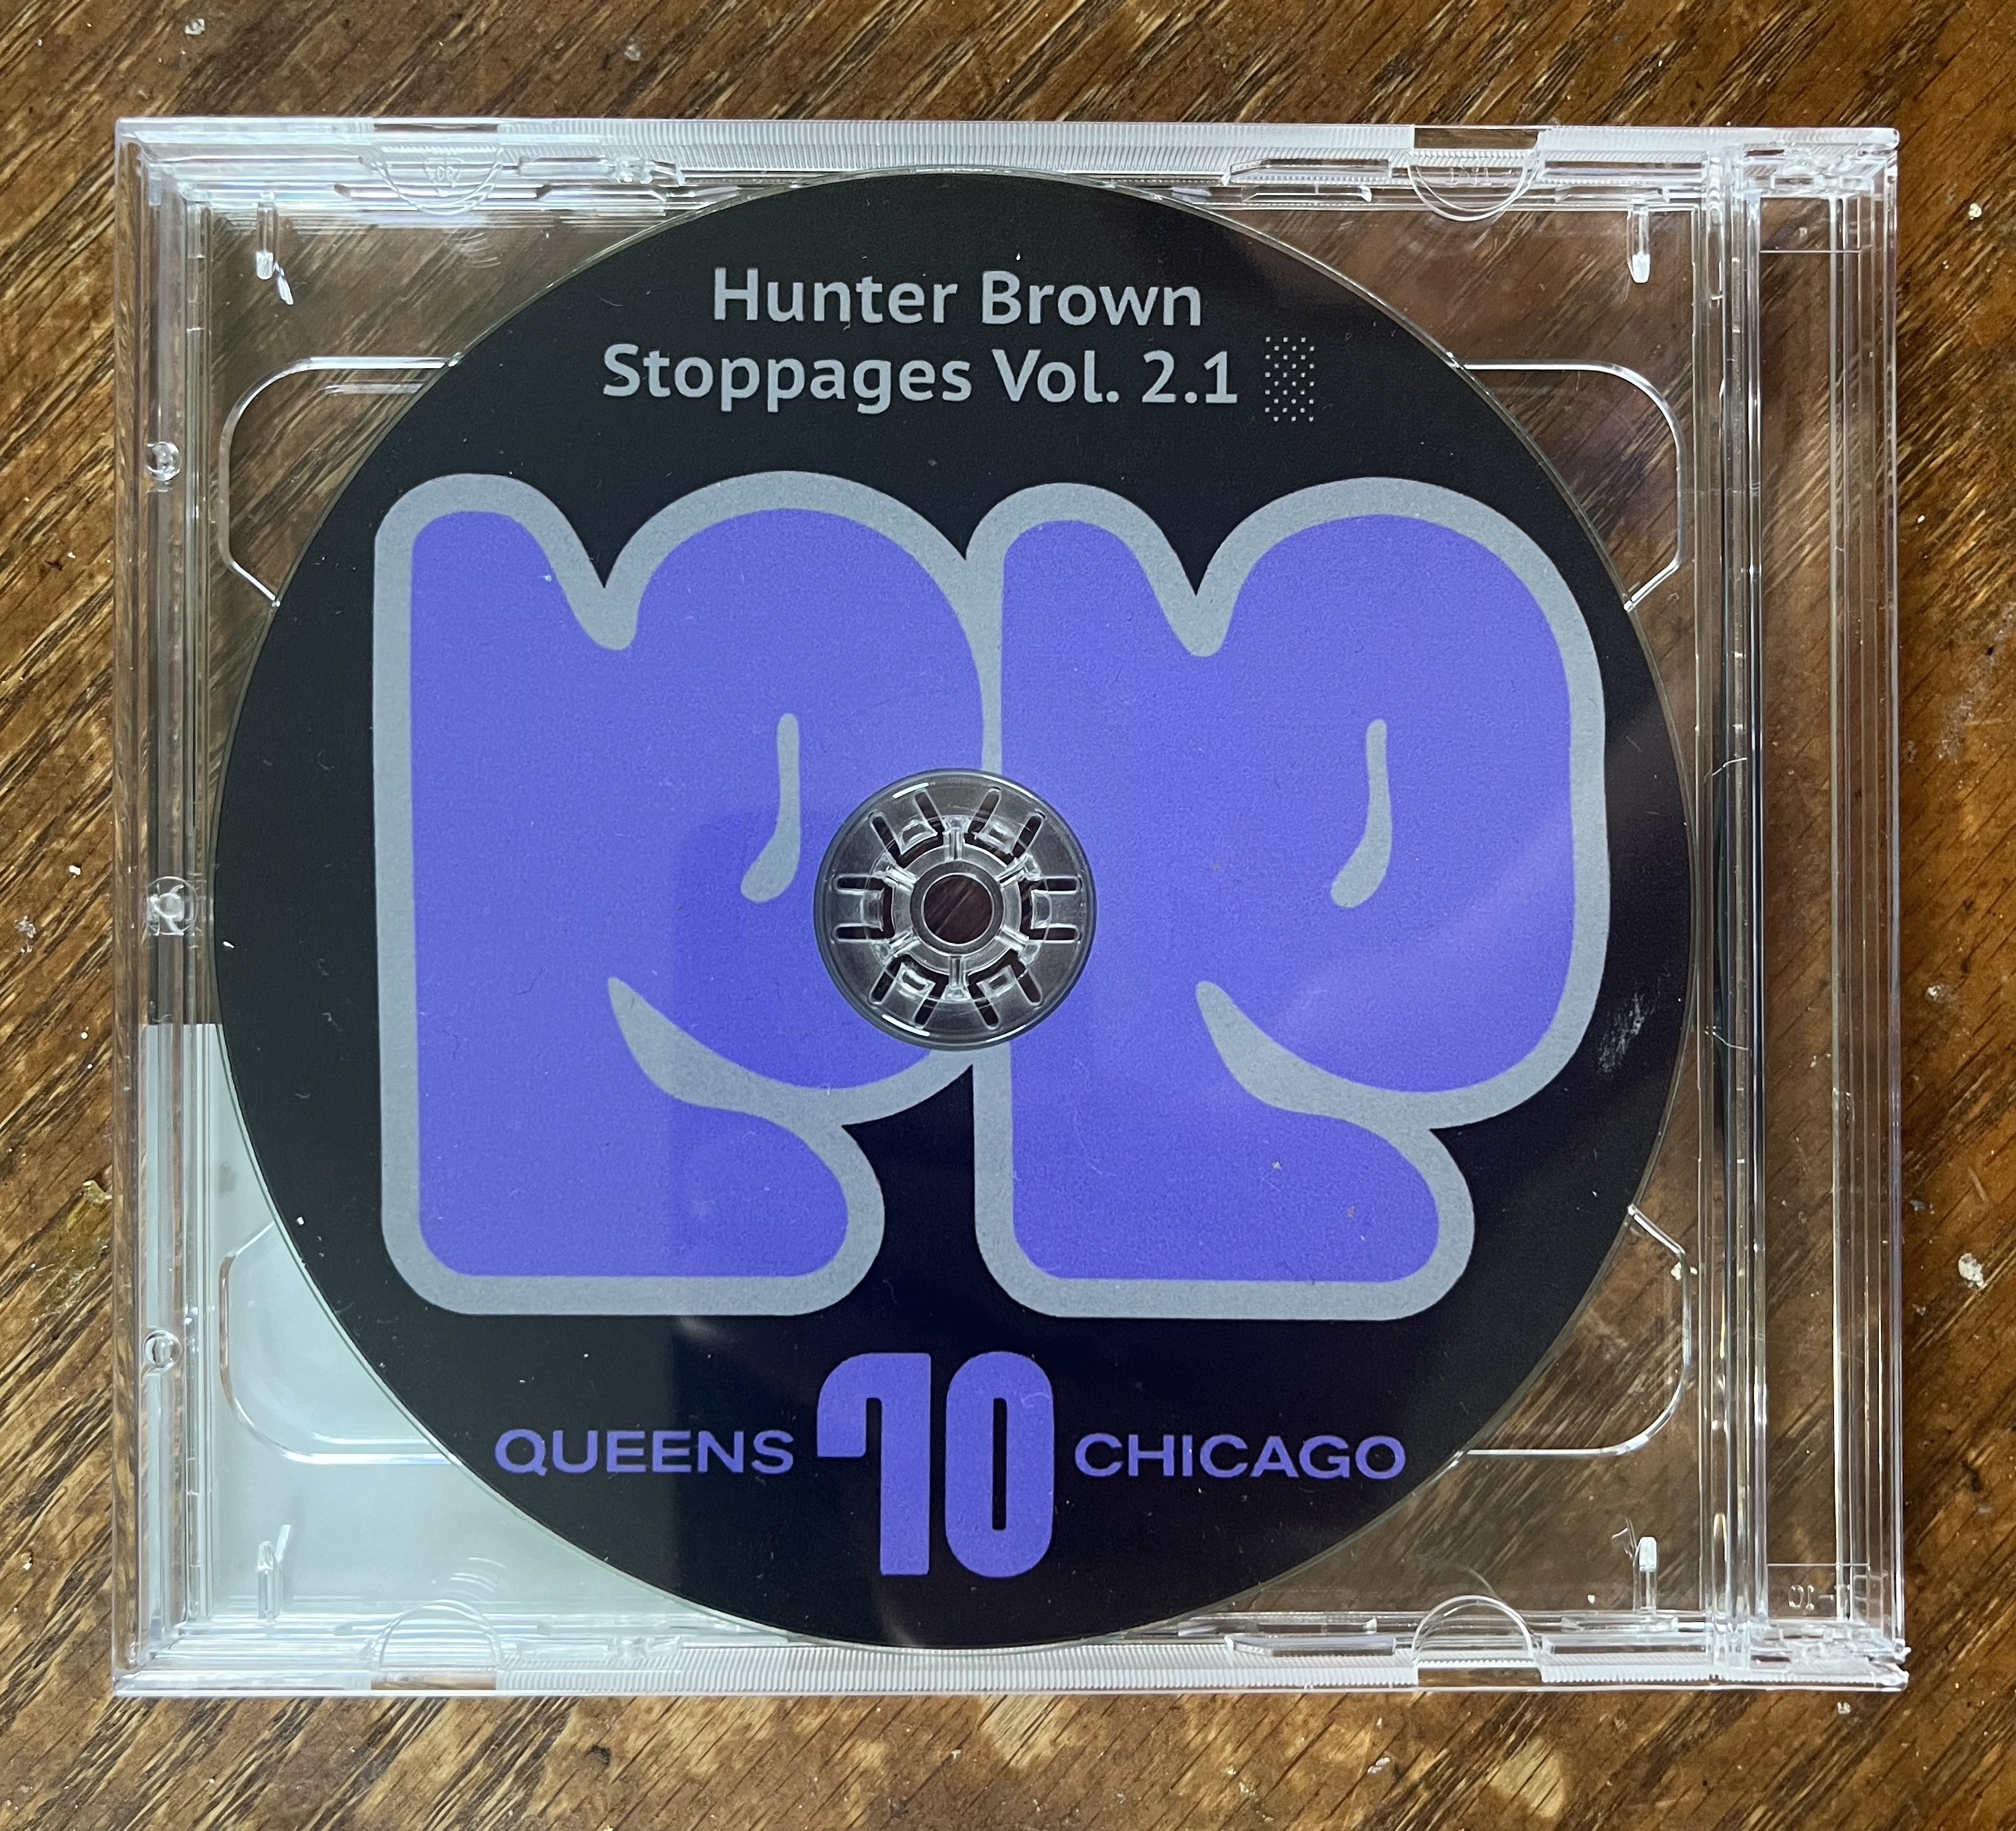 Hunter Brown
Stoppages Vol. 2.1 ░
QUEENS 10 CHICAGO